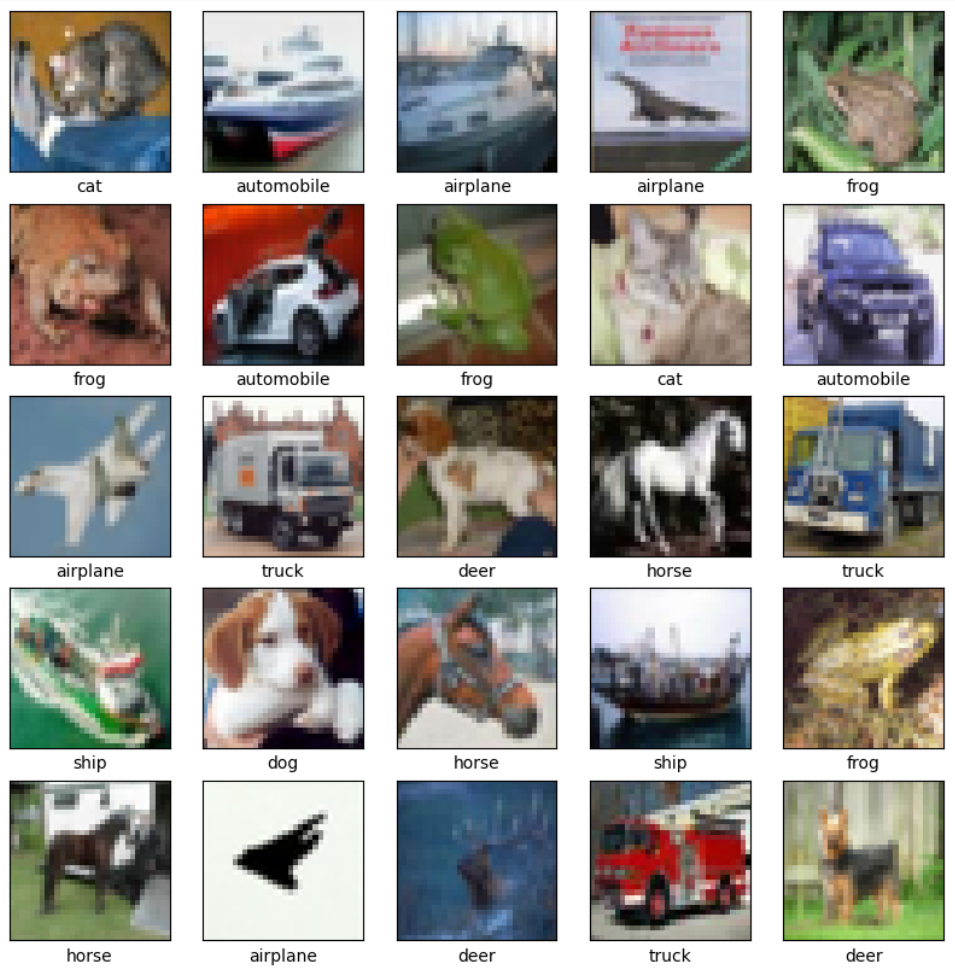 cat automobile airplane airplane frog
frog automobile frog cat automobile
airplane truck deer horse truck
ship dog horse ship frog
horse airplane deer truck deer